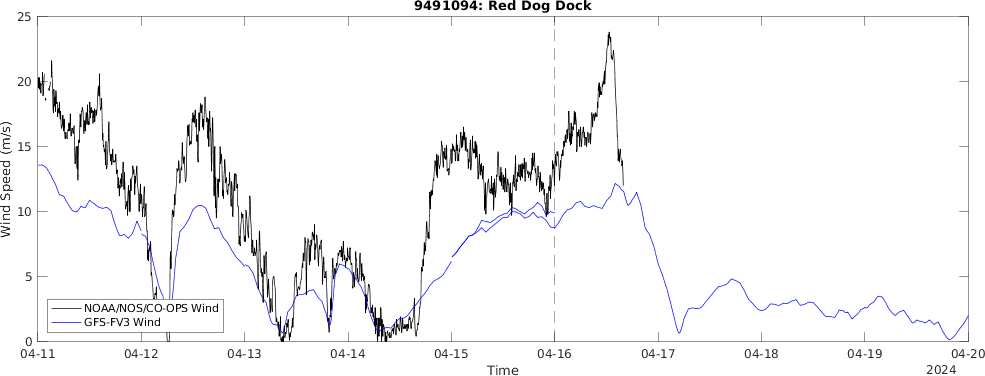 9491094: Red Dog Dock
25
20
15
10
5
0
Wind Speed (m/s)
NOAA/NOS/CO-OPS Wind
GFS-FV3 Wind
04-11 04-12 04-13 04-14 04-15 04-16 04-17 04-18 04-19 04-20
Time
2024